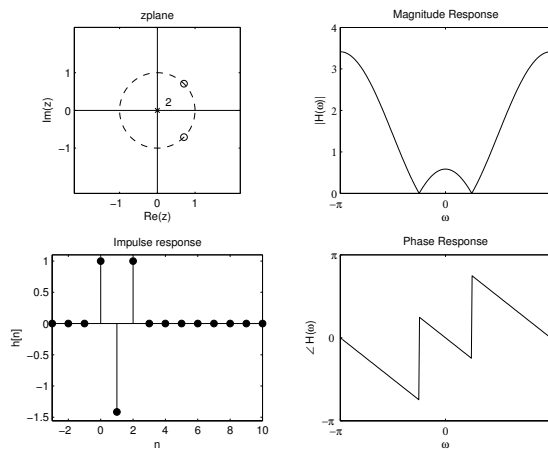 zplane
1
0
−1
Im(z)
2
−1 0 1
Re(z)
Magnitude Response
4
3
2
1
0
|H(ω)|
−π 0
ω
Impulse response
1
0.5
0
−0.5
−1
−1.5
h[n]
−2 0 2 4 6 8 10
n
Phase Response
π
0
−π
∠ H(ω)
−π 0
ω